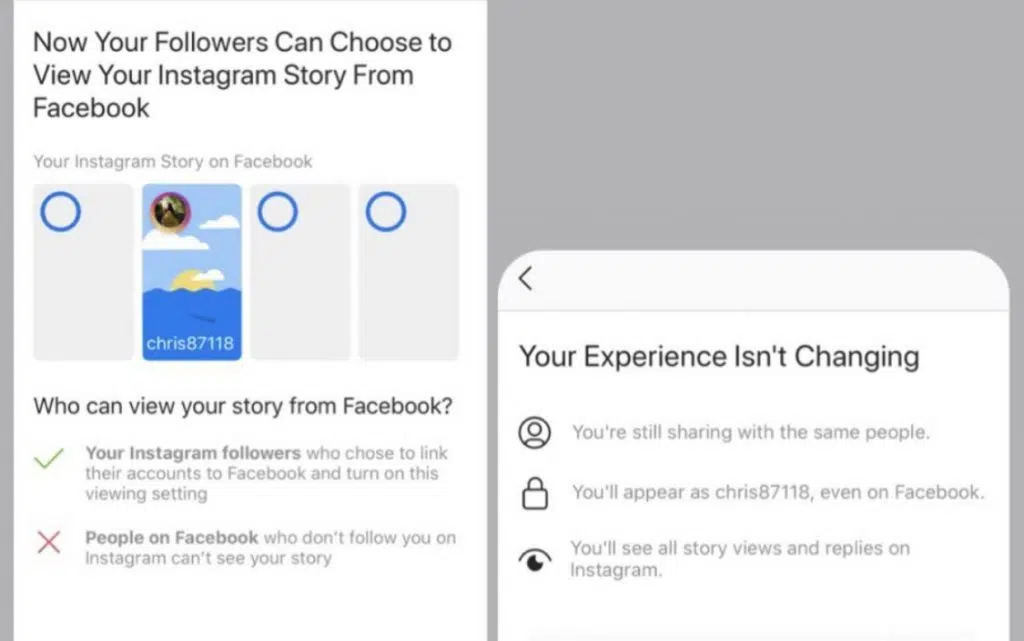 Now Your Followers Can Choose to
View Your Instagram Story From
Facebook
Your Instagram Story on Facebook
chris87118
Who can view your story from Facebook?
Your Instagram followers who chose to link
their accounts to Facebook and turn on this
viewing setting
People on Facebook who don't follow you on
Instagram can't see your story
Your Experience Isn't Changing
You're still sharing with the same people.
You'll appear as chris87118, even on Facebook.
You'll see all story views and replies on
Instagram.